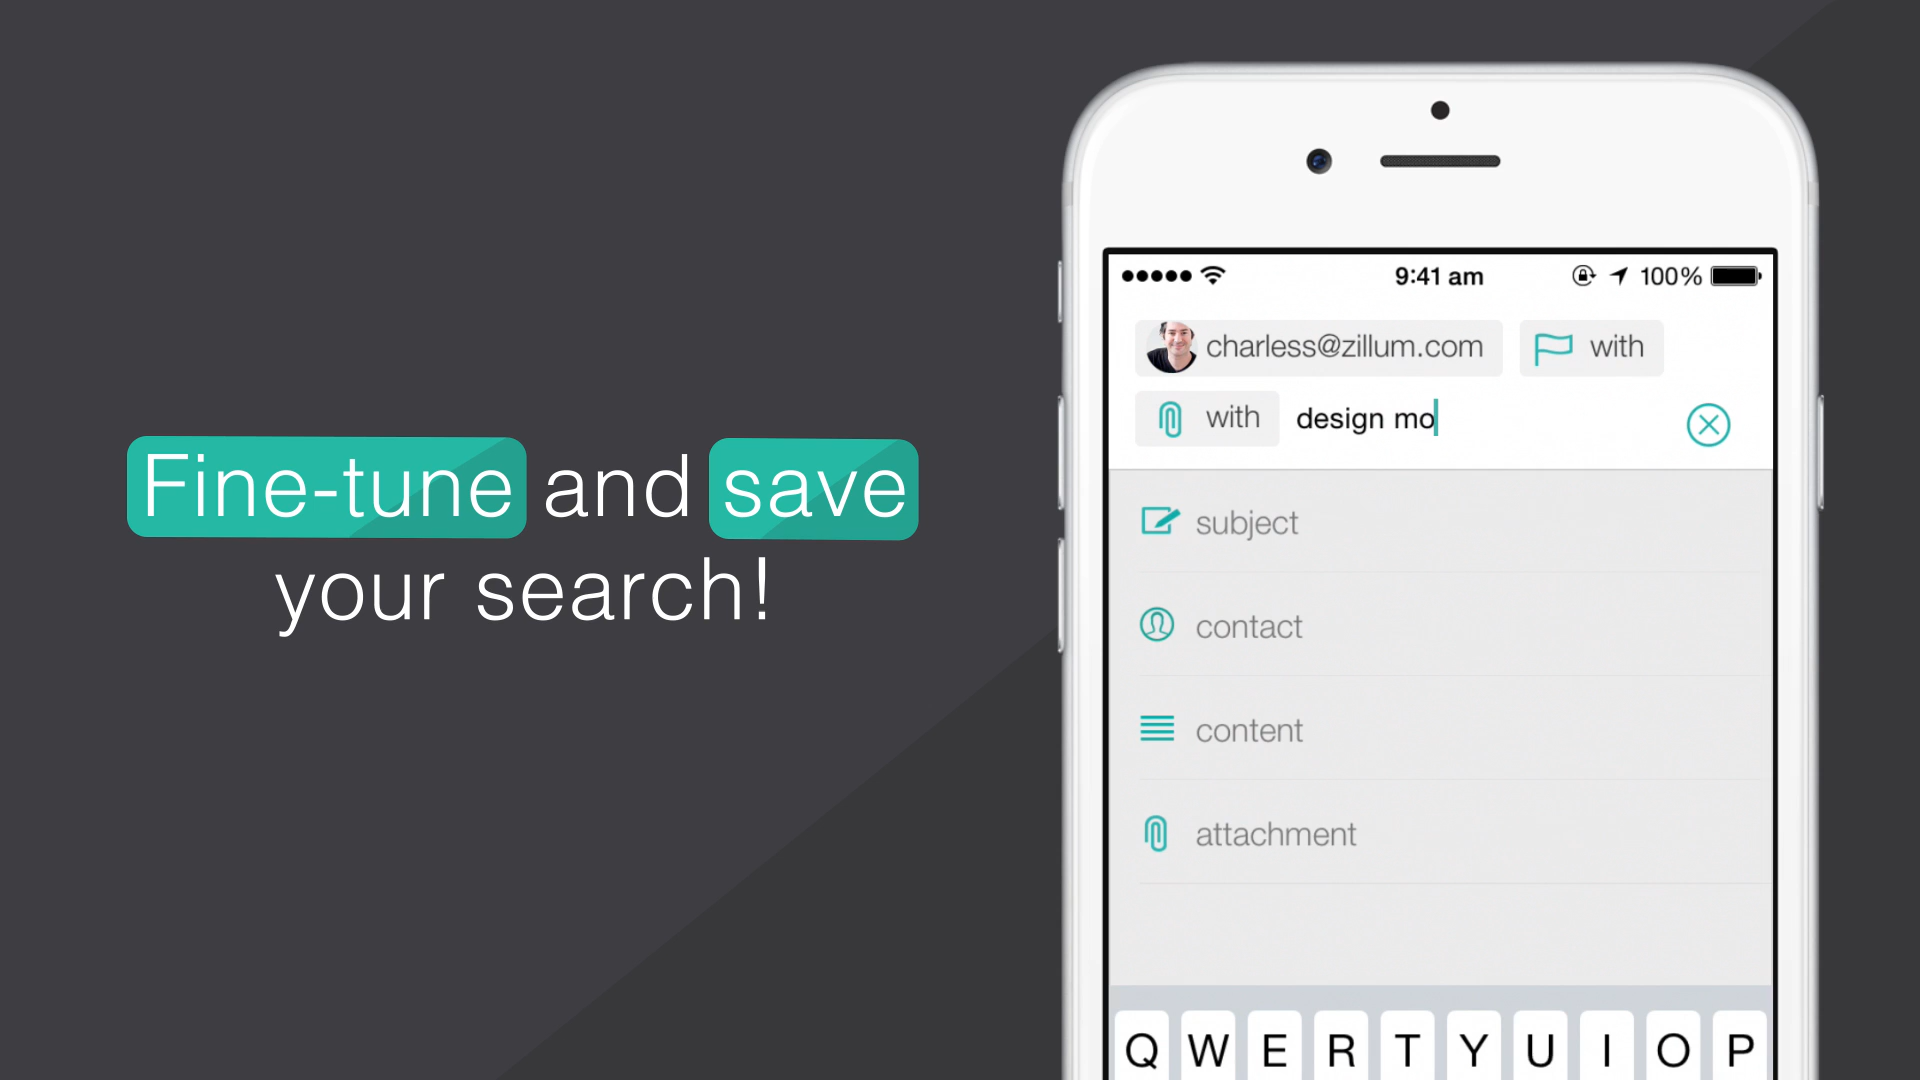 Fine-tune and save
your search!
9:41 am 100%
charless@zillum.com with
with design mo
subject
contact
content
attachment
Q W E R T Y U I O P